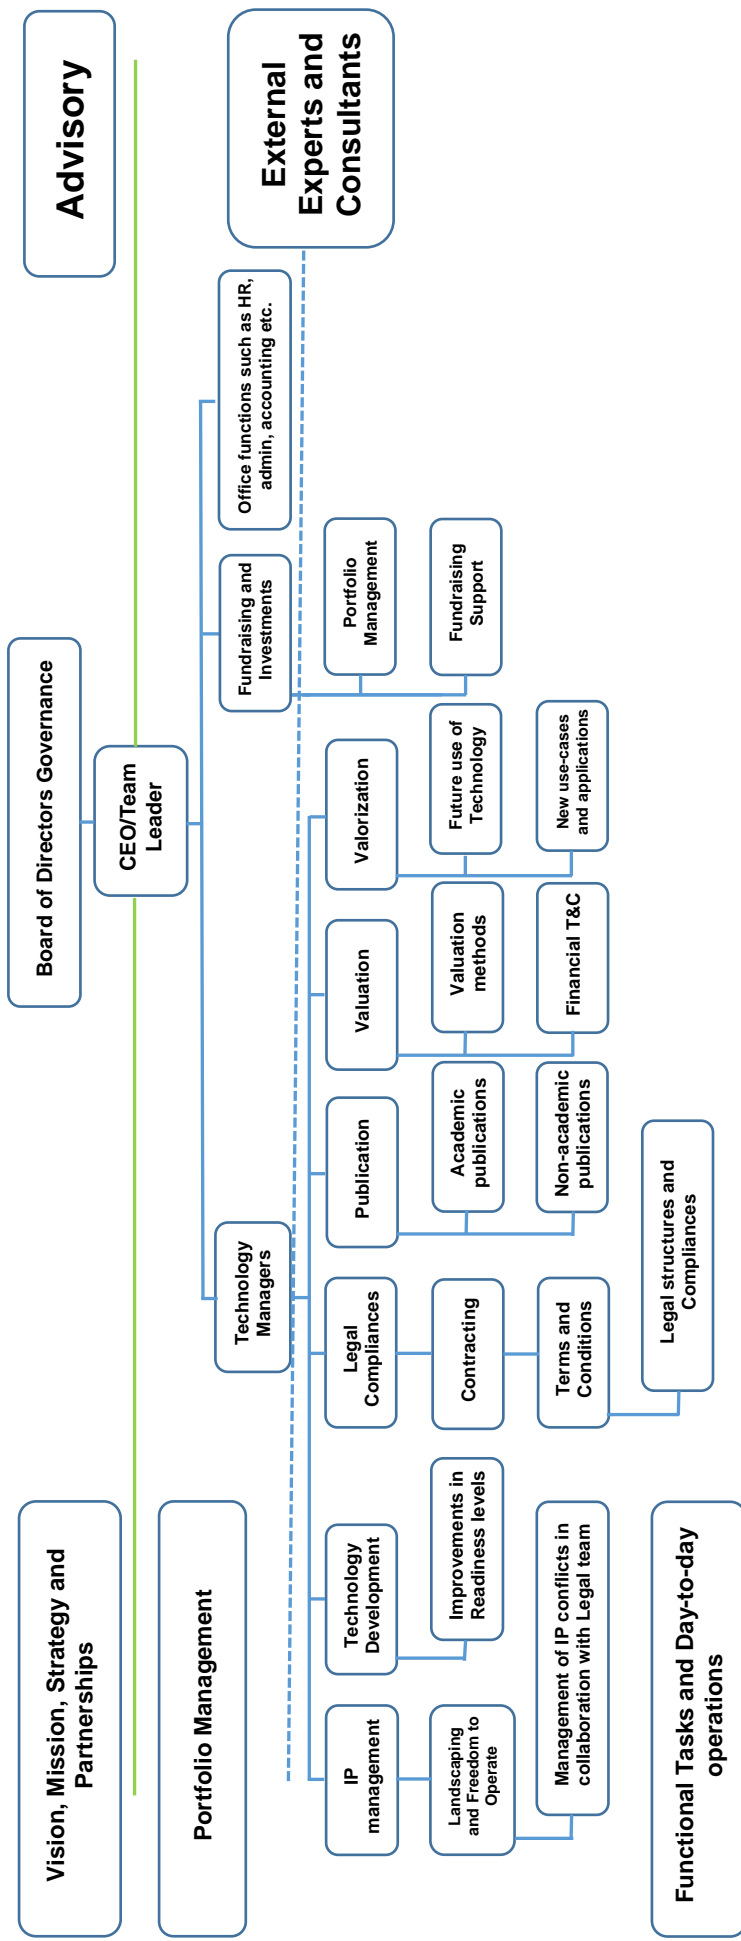 Board of Directors Governance
Vision, Mission, Strategy and
Partnerships
Advisory
CEO/Team
Leader
Portfolio Management
Technology
Managers
Fundraising and
Investments
Office functions such as HR,
admin, accounting etc.
External
Experts and
Consultants
IP
management
Technology
Development
Legal
Compliances
Publication
Valuation
Valorization
Portfolio
Management
Landscaping
and Freedom to
Operate
Improvements in
Readiness levels
Contracting
Academic
publications
Valuation
methods
Future use of
Technology
Fundraising
Support
Management of IP conflicts in
collaboration with Legal team
Terms and
Conditions
Non-academic
publications
Financial T&C
New use-cases
and applications
Functional Tasks and Day-to-day
operations
Legal structures and
Compliances